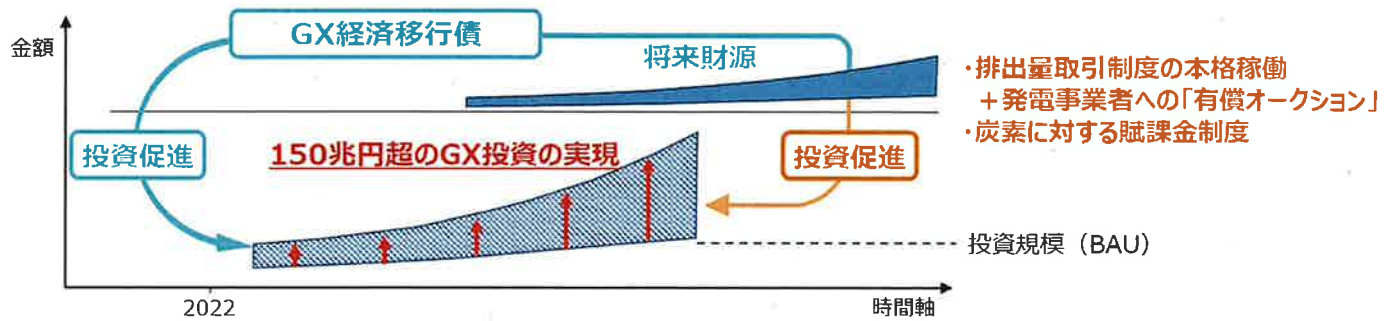 金額
GX経済移行債
将来財源
・排出量取引制度の本格稼働
＋発電事業者への「有償オークション」
・炭素に対する賦課金制度
投資促進
150兆円超のGX投資の実現
投資促進
投資規模（BAU）
2022
時間軸